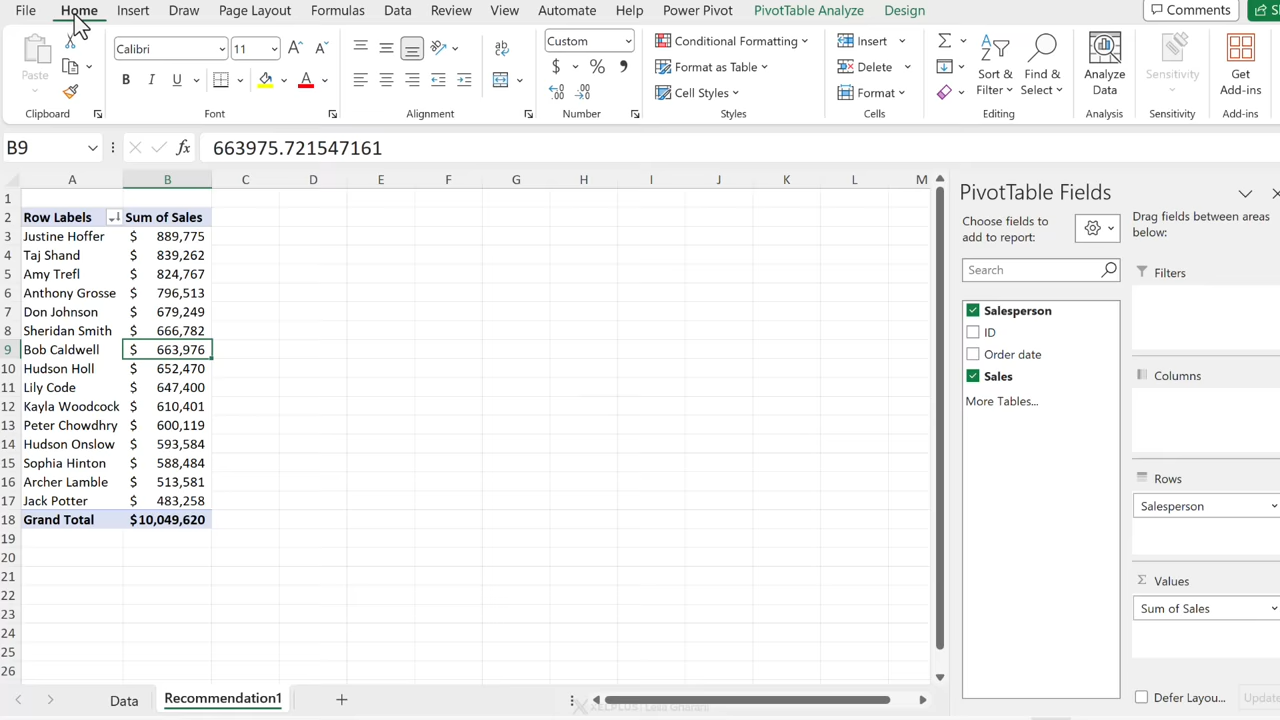 File Home Insert Draw Page Layout Formulas Data Review View Automate Help Power Pivot PivotTable Analyze Design Comments
Paste
Clipboard
Calibri 11
B I U
Font
Alignment
Custom
$ % ,
Number
Conditional Formatting
Format as Table
Cell Styles
Styles
Insert
Delete
Format
Cells
Sort &
Filter
Find &
Select
Editing
Analyze
Data
Analysis
Sensitivity
Sensitivity
Get
Add-ins
Add-ins
B9 fx 663975.721547161
A B C D E F G H I J K L M
1
2 Row Labels Sum of Sales
3 Justine Hoffer $ 889,775
4 Taj Shand $ 839,262
5 Amy Trefl $ 824,767
6 Anthony Grosse $ 796,513
7 Don Johnson $ 679,249
8 Sheridan Smith $ 666,782
9 Bob Caldwell $ 663,976
10 Hudson Holl $ 652,470
11 Lily Code $ 647,400
12 Kayla Woodcock $ 610,401
13 Peter Chowdhry $ 600,119
14 Hudson Onslow $ 593,584
15 Sophia Hinton $ 588,484
16 Archer Lamble $ 513,581
17 Jack Potter $ 483,258
18 Grand Total $10,049,620
19
20
21
22
23
24
25
26
PivotTable Fields
Choose fields to
add to report:
Search
Salesperson
ID
Order date
Sales
More Tables...
Drag fields between areas
below:
Filters
Columns
Rows
Salesperson
Σ Values
Sum of Sales
Defer Layou... Update
Data Recommendation1
XELPLUS Leila Gharani